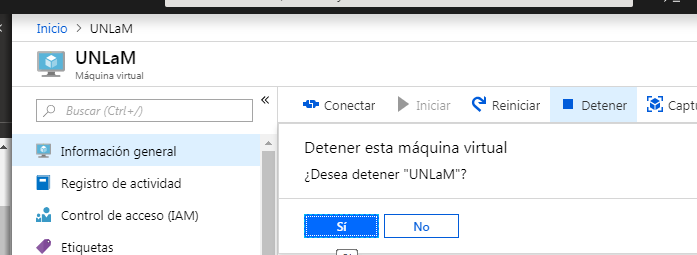 Inicio > UNLaM
UNLaM
Máquina virtual
Buscar (Ctrl+/)
«
Conectar
Iniciar
Reiniciar
Detener
Capt
Información general
Registro de actividad
Control de acceso (IAM)
Etiquetas
Detener esta máquina virtual
¿Desea detener "UNLaM"?
Sí
No